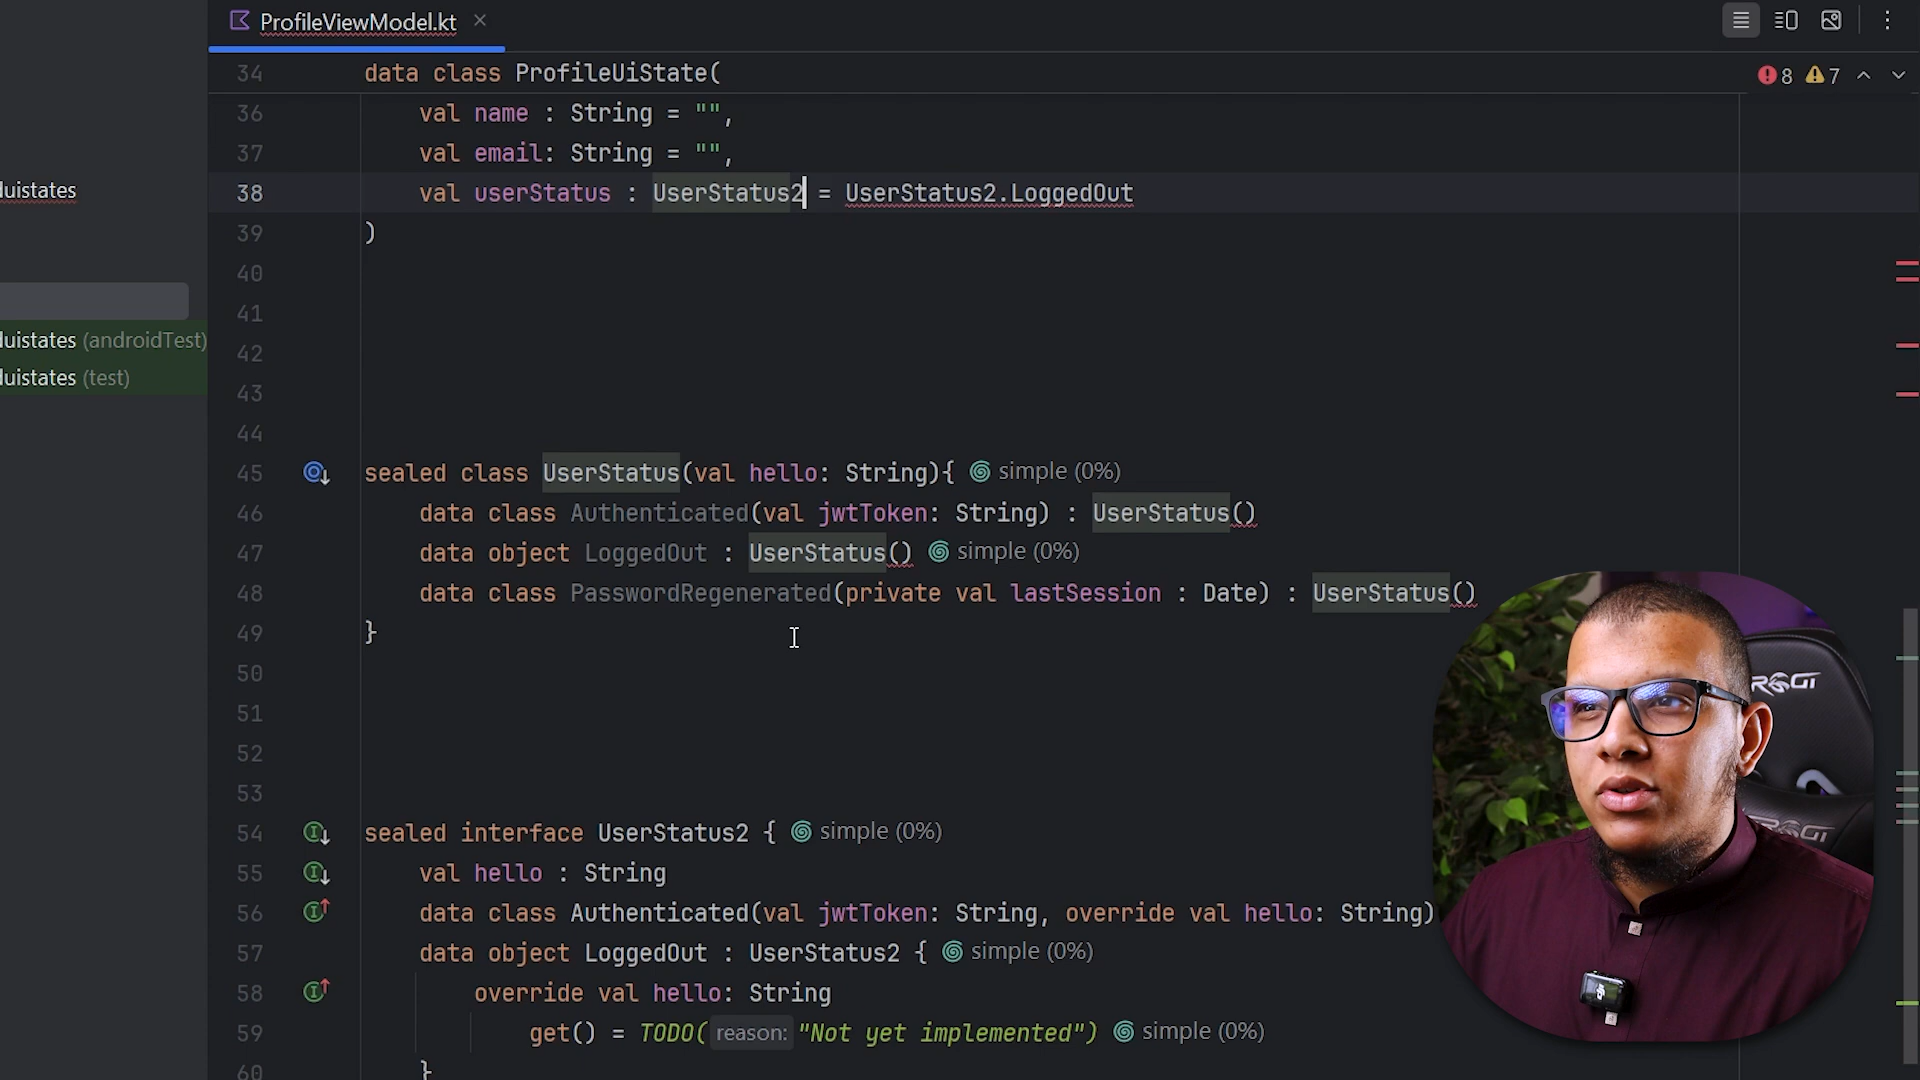 ProfileViewModel.kt
34 data class ProfileUiState(
8 7
36 val name : String = "",
37 val email: String = "",
38 val userStatus : UserStatus2 = UserStatus2.LoggedOut
39 )
40
41
42
43
44
45 sealed class UserStatus(val hello: String){ simple (0%)
46 data class Authenticated(val jwtToken: String) : UserStatus()
47 data object LoggedOut : UserStatus() simple (0%)
48 data class PasswordRegenerated(private val lastSession : Date) : UserStatus()
49 }
50
51
52
53
54 sealed interface UserStatus2 { simple (0%)
55 val hello : String
56 data class Authenticated(val jwtToken: String, override val hello: String)
57 data object LoggedOut : UserStatus2 { simple (0%)
58 override val hello: String
59 get() = TODO( reason: "Not yet implemented") simple (0%)
60 }
duistates
duistates (androidTest)
duistates (test)